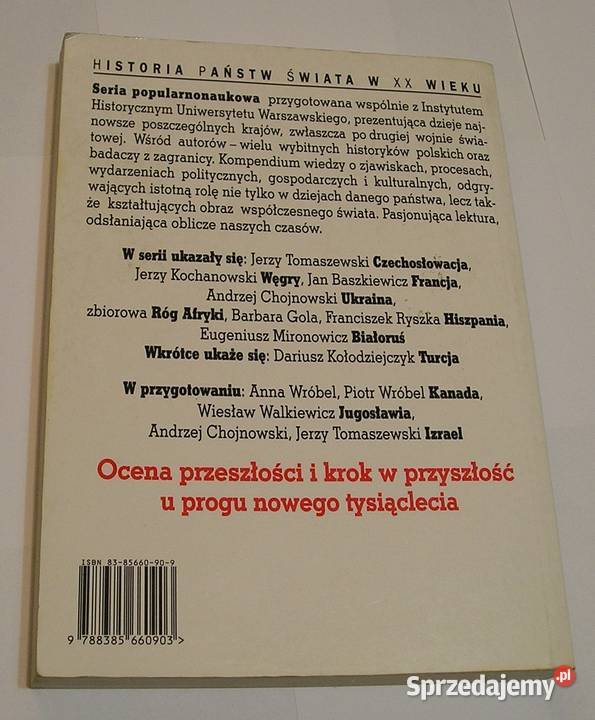 HISTORIA PAŃSTW ŚWIATA W XX WIEKU
Seria popularnonaukowa przygotowana wspólnie z Instytutem
Historycznym Uniwersytetu Warszawskiego, prezentująca dzieje naj-
nowsze poszczególnych krajów, zwłaszcza po drugiej wojnie świa-
towej. Wśród autorów – wielu wybitnych historyków polskich oraz
badaczy z zagranicy. Kompendium wiedzy o zjawiskach, procesach,
wydarzeniach politycznych, gospodarczych i kulturalnych, odgry-
wających istotną rolę nie tylko w dziejach danego państwa, lecz tak-
że kształtujących obraz współczesnego świata. Pasjonująca lektura,
odsłaniająca oblicze naszych czasów.
W serii ukazały się: Jerzy Tomaszewski Czechosłowacja,
Jerzy Kochanowski Węgry, Jan Baszkiewicz Francja,
Andrzej Chojnowski Ukraina,
zbiorowa Róg Afryki, Barbara Gola, Franciszek Ryszka Hiszpania,
Eugeniusz Mironowicz Białoruś
Wkrótce ukaże się: Dariusz Kołodziejczyk Turcja
W przygotowaniu: Anna Wróbel, Piotr Wróbel Kanada,
Wiesław Walkiewicz Jugosławia,
Andrzej Chojnowski, Jerzy Tomaszewski Izrael
Ocena przeszłości i krok w przyszłość
u progu nowego tysiąclecia
ISBN 83-85660-90-9
9 788385 660903 >
Sprzedajemy.pl